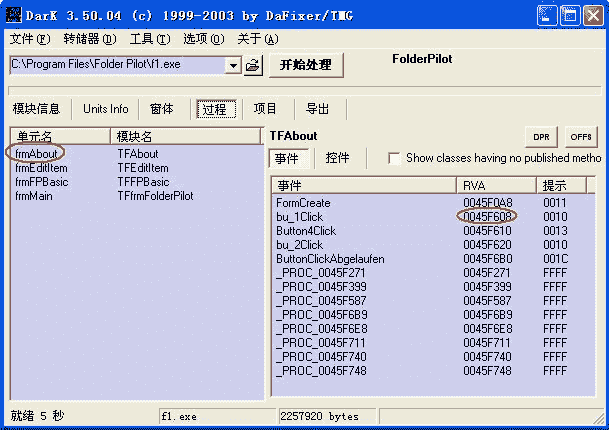 DarK 3.50.04 (c) 1999-2003 by DaFixer/TMG
文件(F) 转储器(D) 工具(T) 选项(O) 关于(A)
C:\Program Files\Folder Pilot\f1.exe 开始处理 FolderPilot
模块信息 Units Info 窗体 过程 项目 导出
单元名 模块名
frmAbout TFAbout
frmEditItem TFEditItem
frmFPBasic TFFPBasic
frmMain TFfrmFolderPilot
TFAbout DPR OFFS
事件 控件 Show classes having no published metho
事件 RVA 提示
FormCreate 0045F0A8 0011
bu_1Click 0045F608 0010
Button4Click 0045F610 0013
bu_2Click 0045F620 0010
ButtonClickAbgelaufen 0045F6B0 001C
_PROC_0045F271 0045F271 FFFF
_PROC_0045F399 0045F399 FFFF
_PROC_0045F587 0045F587 FFFF
_PROC_0045F6B9 0045F6B9 FFFF
_PROC_0045F6E8 0045F6E8 FFFF
_PROC_0045F711 0045F711 FFFF
_PROC_0045F740 0045F740 FFFF
_PROC_0045F748 0045F748 FFFF
就绪 5 秒 f1.exe 2257920 bytes